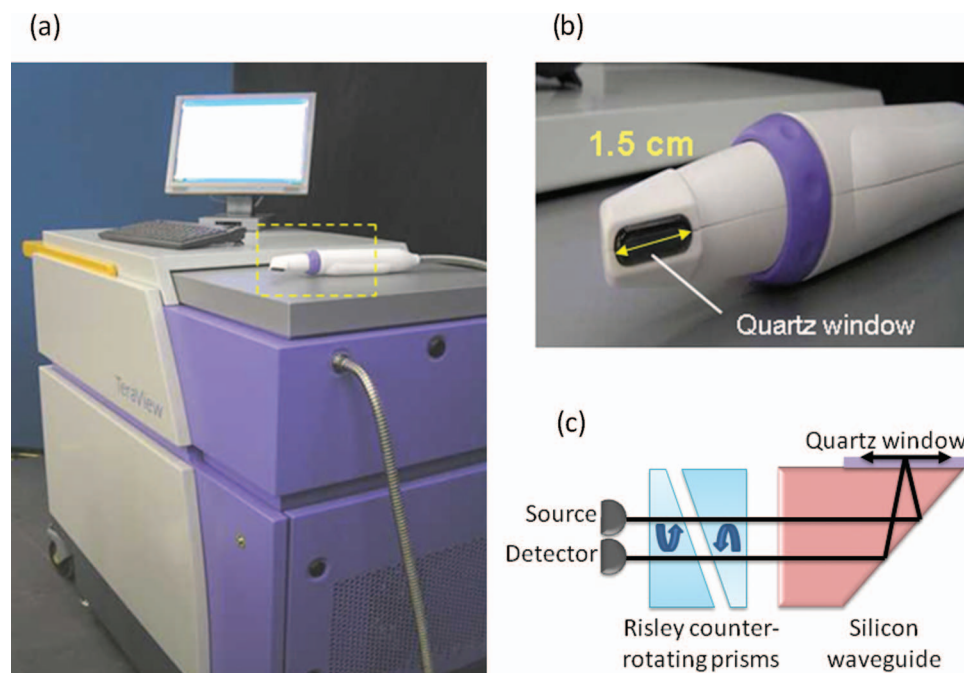 (a)
(b)
TeraView
1.5 cm
Quartz window
(c)
Quartz window
Source
Detector
Risley counter-
rotating prisms
Silicon
waveguide